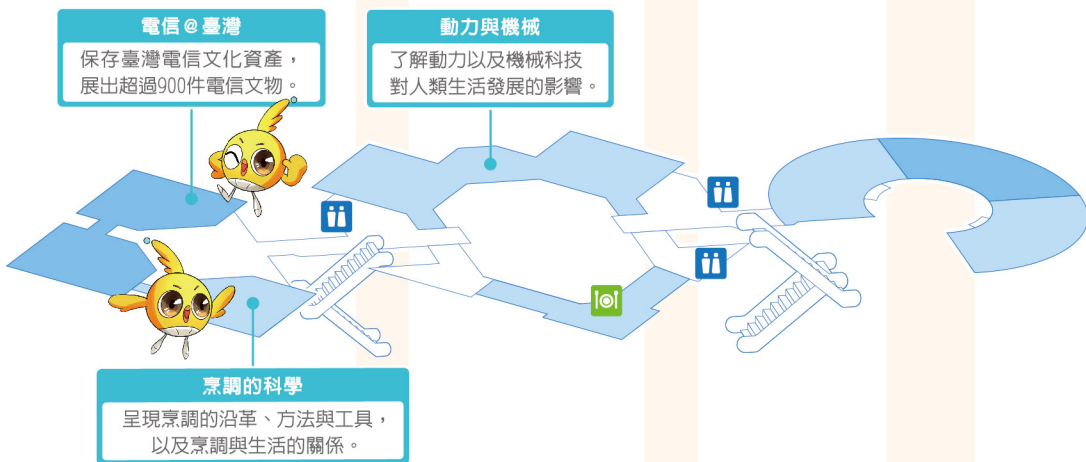 電信@臺灣
保存臺灣電信文化資產，
展出超過900件電信文物。
動力與機械
了解動力以及機械科技
對人類生活發展的影響。
烹調的科學
呈現烹調的沿革、方法與工具，
以及烹調與生活的關係。